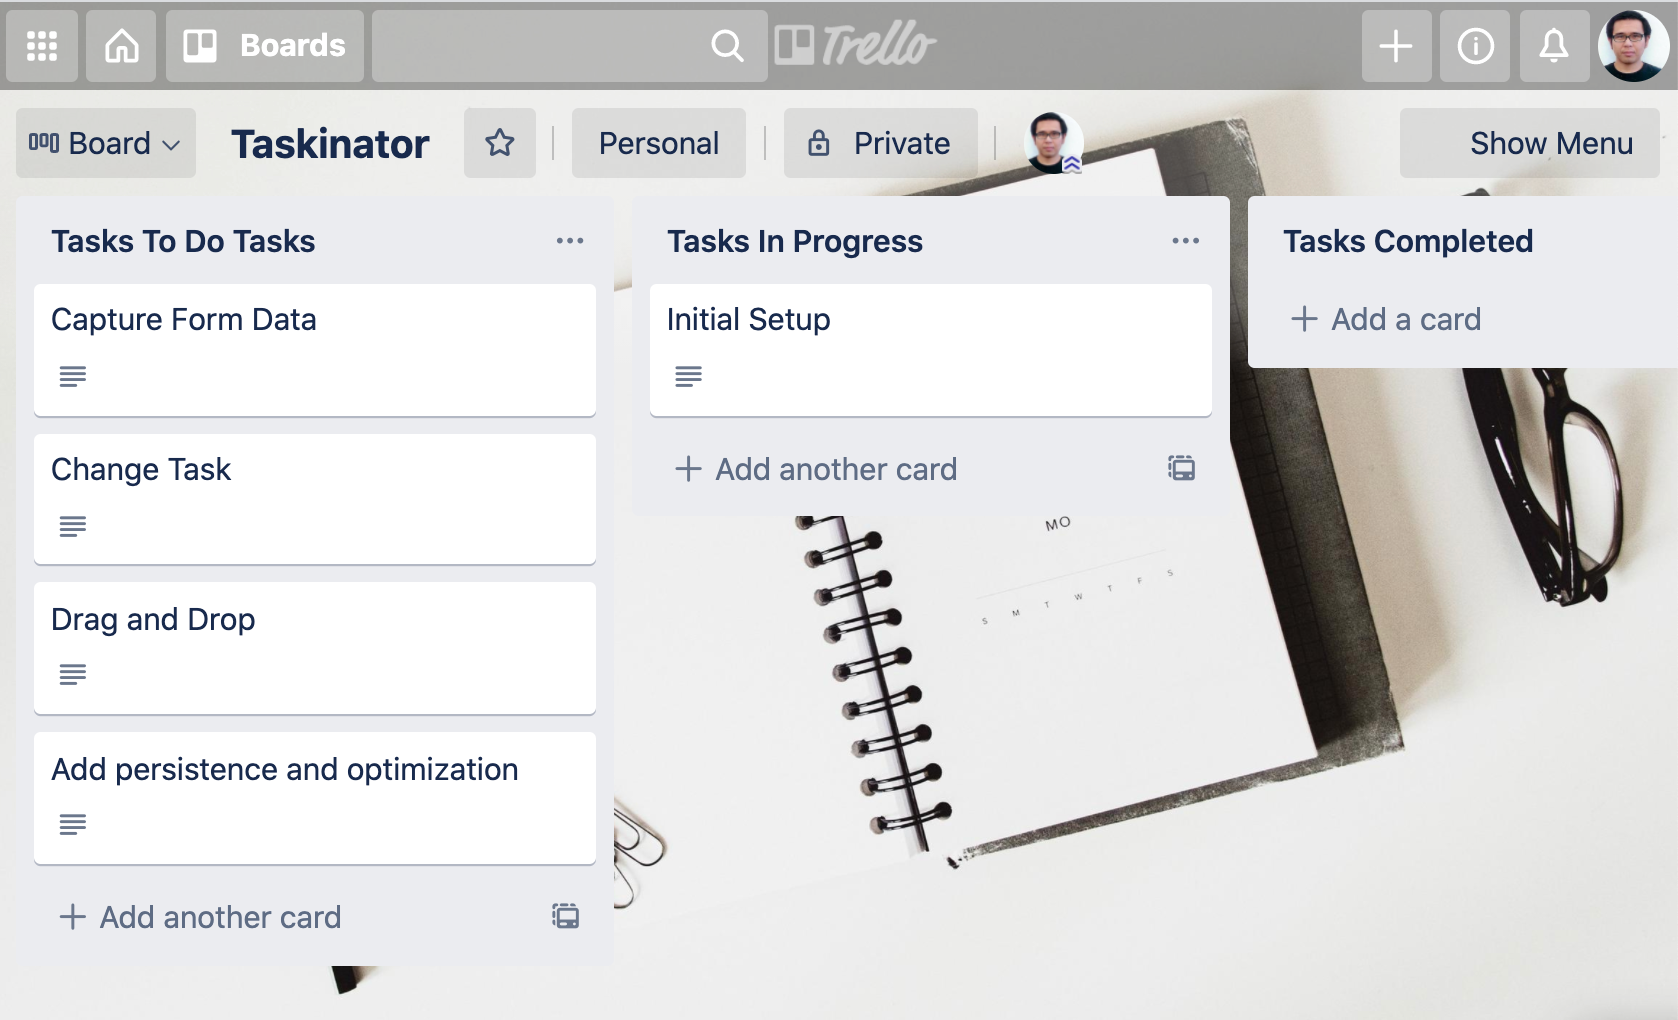 Boards
Trello
Board
Taskinator
Personal
Private
Show Menu
Tasks To Do Tasks
Capture Form Data
Change Task
Drag and Drop
Add persistence and optimization
Add another card
Tasks In Progress
Initial Setup
Add another card
Tasks Completed
Add a card
MO
S M T W T F S